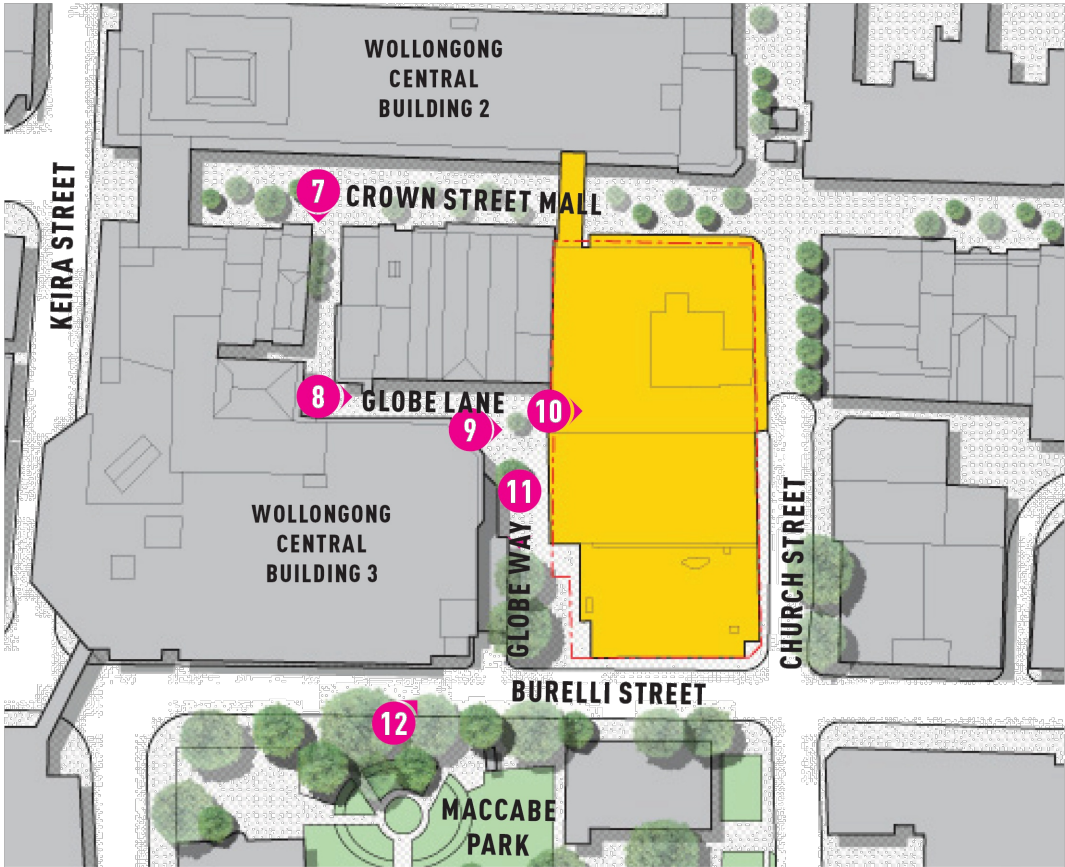 WOLLONGONG
CENTRAL
BUILDING 2
KEIRA STREET
7
CROWN STREET MALL
8
GLOBE LANE
10
9
11
WOLLONGONG
CENTRAL
BUILDING 3
GLOBE WAY
CHURCH STREET
BURELLI STREET
12
MACCABE
PARK